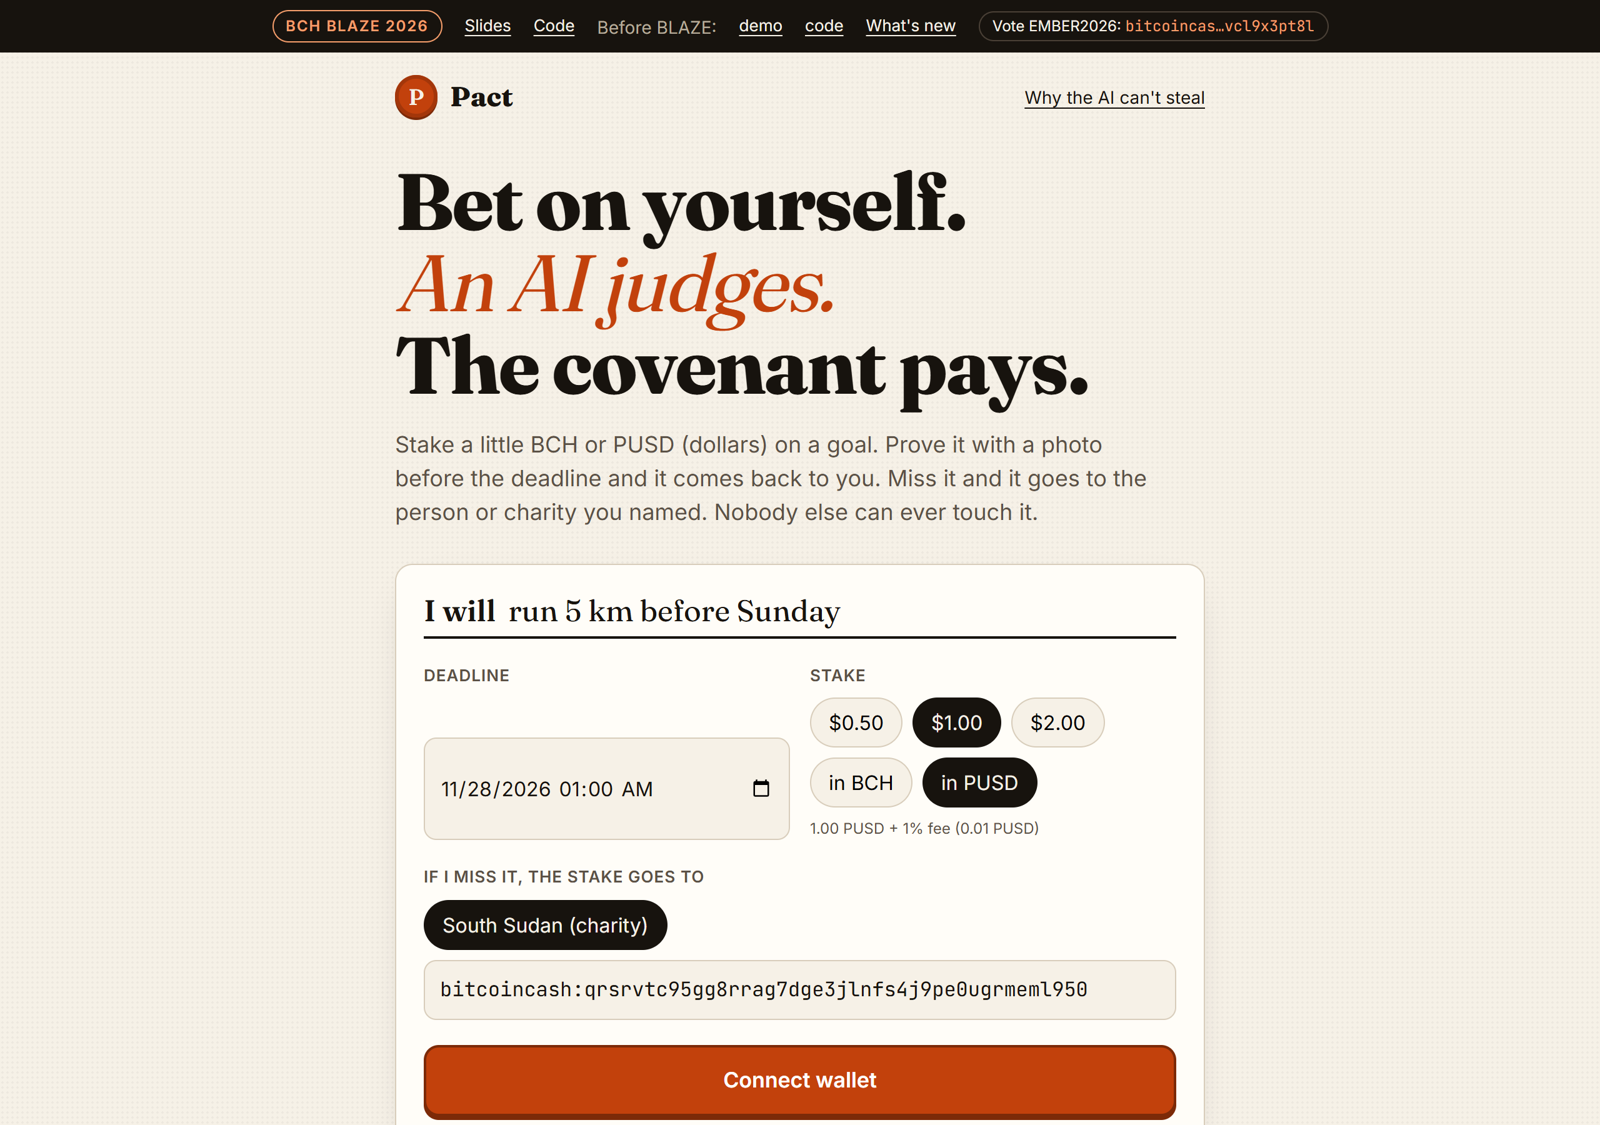 BCH BLAZE 2026 Slides Code Before BLAZE: demo code What's new Vote EMBER2026: bitcoincas…vcl9x3pt8l
P Pact Why the AI can't steal
Bet on yourself.
An AI judges.
The covenant pays.
Stake a little BCH or PUSD (dollars) on a goal. Prove it with a photo
before the deadline and it comes back to you. Miss it and it goes to the
person or charity you named. Nobody else can ever touch it.
I will run 5 km before Sunday
DEADLINE
11/28/2026 01:00 AM
STAKE
$0.50 $1.00 $2.00
in BCH in PUSD
1.00 PUSD + 1% fee (0.01 PUSD)
IF I MISS IT, THE STAKE GOES TO
South Sudan (charity)
bitcoincash:qrsrvtc95gg8rrag7dge3jlnfs4j9pe0ugrmeml950
Connect wallet